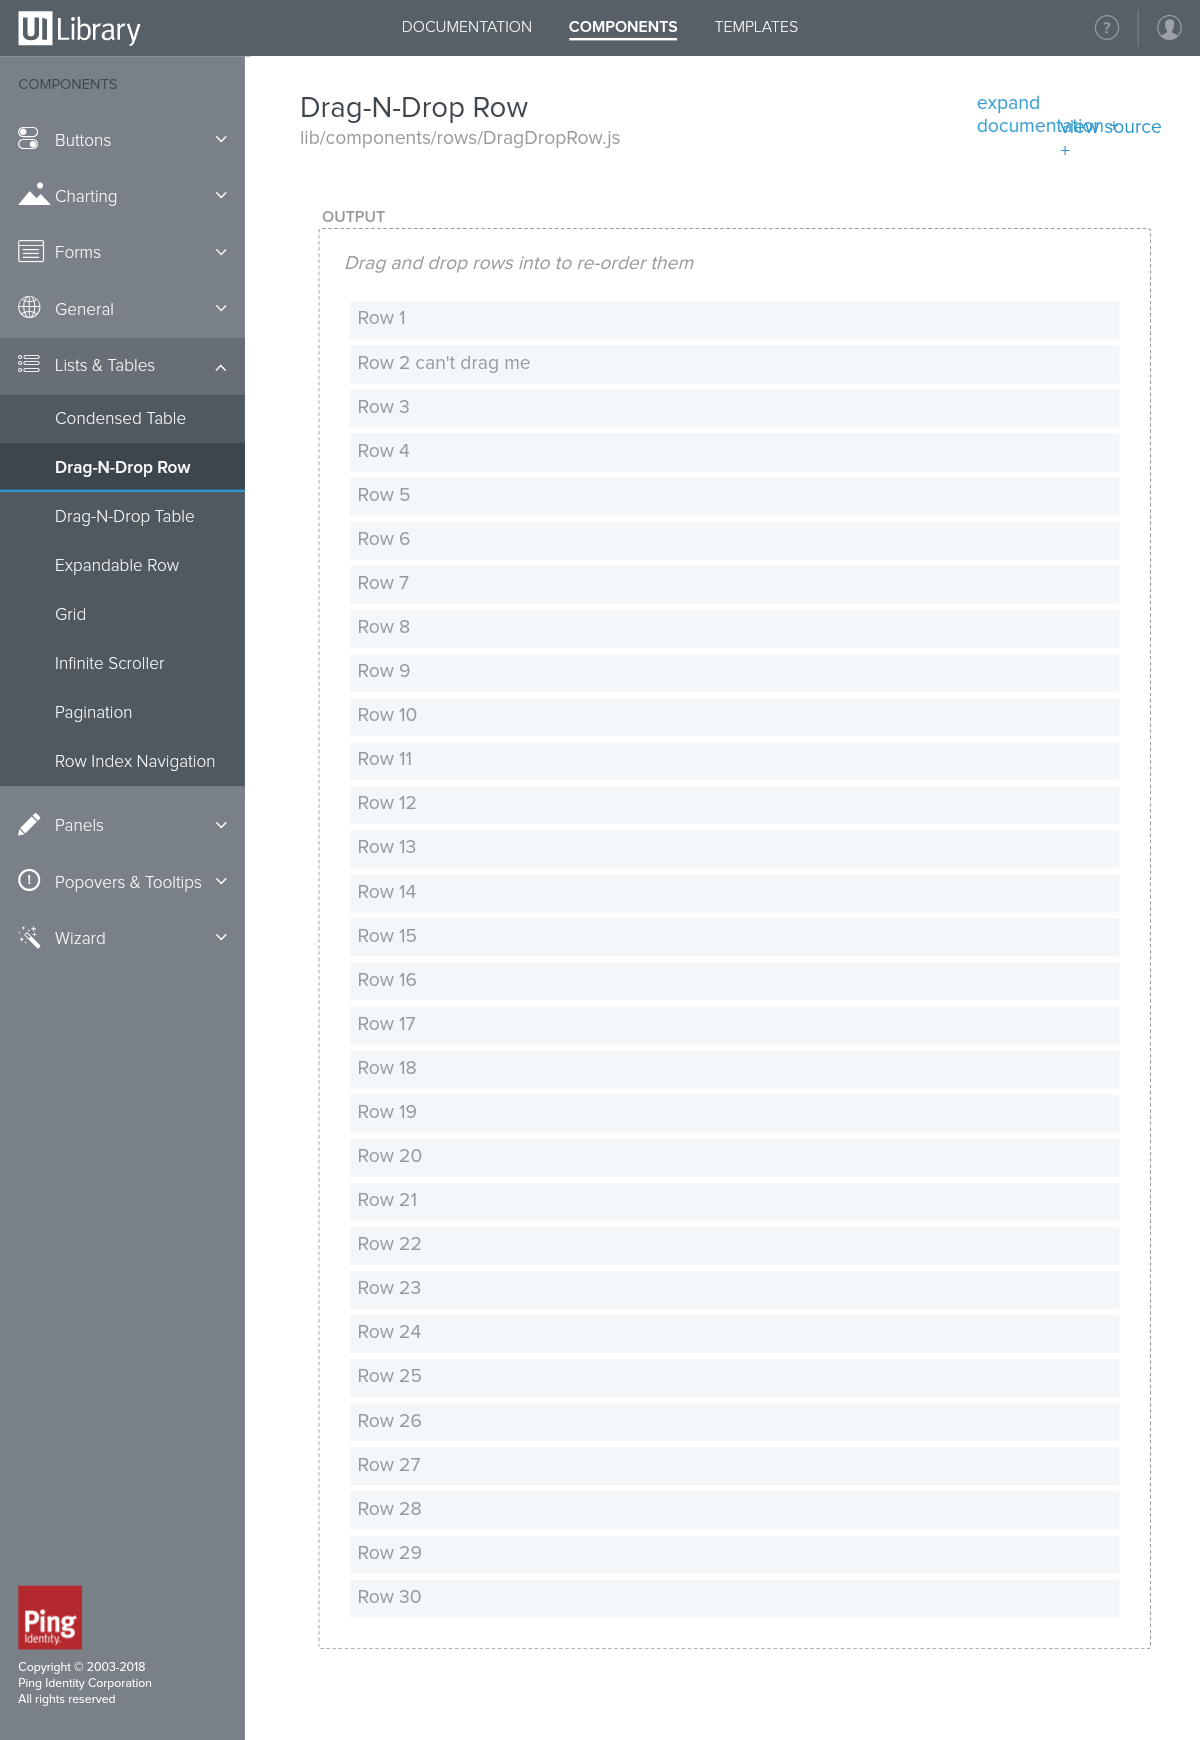 UI Library
DOCUMENTATION
COMPONENTS
TEMPLATES
?
COMPONENTS
Buttons
Charting
Forms
General
Lists & Tables
Condensed Table
Drag-N-Drop Row
Drag-N-Drop Table
Expandable Row
Grid
Infinite Scroller
Pagination
Row Index Navigation
Panels
Popovers & Tooltips
Wizard
Ping
Identity.
Copyright © 2003-2018
Ping Identity Corporation
All rights reserved
Drag-N-Drop Row
lib/components/rows/DragDropRow.js
expand
documentation +
view source
+
OUTPUT
Drag and drop rows into to re-order them
Row 1
Row 2 can't drag me
Row 3
Row 4
Row 5
Row 6
Row 7
Row 8
Row 9
Row 10
Row 11
Row 12
Row 13
Row 14
Row 15
Row 16
Row 17
Row 18
Row 19
Row 20
Row 21
Row 22
Row 23
Row 24
Row 25
Row 26
Row 27
Row 28
Row 29
Row 30